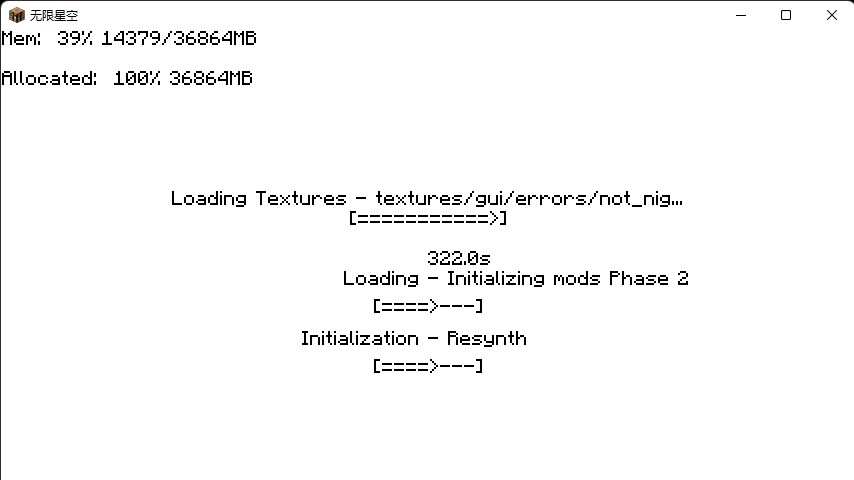 无限星空
Mem: 39% 14379/36864MB
Allocated: 100% 36864MB
Loading Textures - textures/gui/errors/not_nig...
[===========>]
322.0s
Loading - Initializing mods Phase 2
[====>---]
Initialization - Resynth
[====>---]